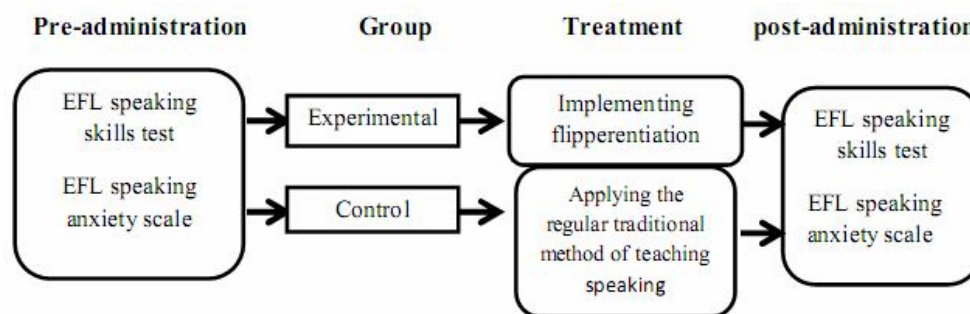 Pre-administration
Group
Treatment
post-administration
EFL speaking
skills test
EFL speaking
anxiety scale
Experimental
Control
Implementing
flipperentiation
Applying the
regular traditional
method of teaching
speaking
EFL speaking
skills test
EFL speaking
anxiety scale